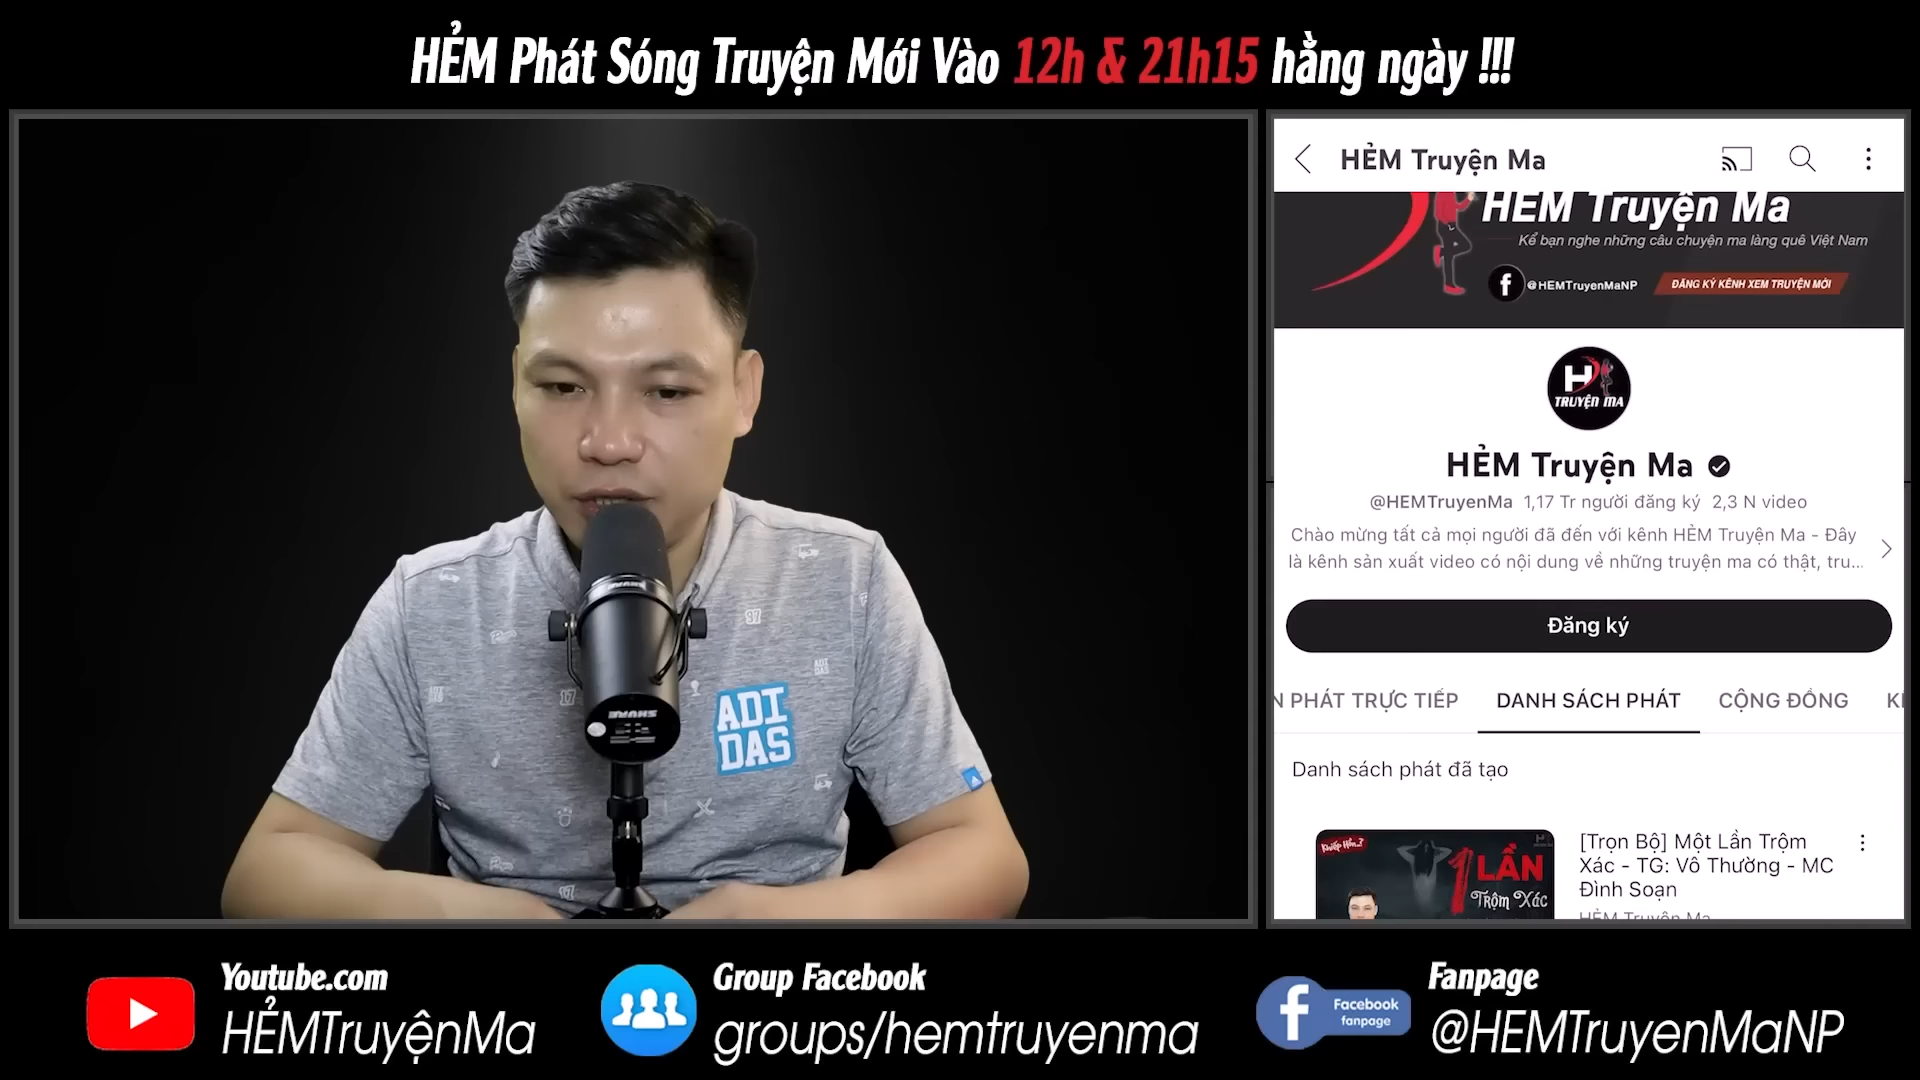 HẺM Phát Sóng Truyện Mới Vào 12h & 21h15 hằng ngày !!!
HẺM Truyện Ma
HẺM Truyện Ma
Kể bạn nghe những câu chuyện ma làng quê Việt Nam
@HEMTruyenMaNP
ĐĂNG KÝ KÊNH XEM TRUYỆN MỚI
H
TRUYỆN MA
HẺM Truyện Ma
@HEMTruyenMa 1,17 Tr người đăng ký 2,3 N video
Chào mừng tất cả mọi người đã đến với kênh HẺM Truyện Ma - Đây
là kênh sản xuất video có nội dung về những truyện ma có thật, tru...
Đăng ký
N PHÁT TRỰC TIẾP
DANH SÁCH PHÁT
CỘNG ĐỒNG
Danh sách phát đã tạo
Khiếp Hồn..?
1 LẦN
Trộm Xác
[Trọn Bộ] Một Lần Trộm
Xác - TG: Vô Thường - MC
Đình Soạn
HẺM Truyện Ma
ADI
DAS
SHURE
Youtube.com
HẺMTruyệnMa
Group Facebook
groups/hemtruyenma
Facebook
fanpage
Fanpage
@HEMTruyenMaNP